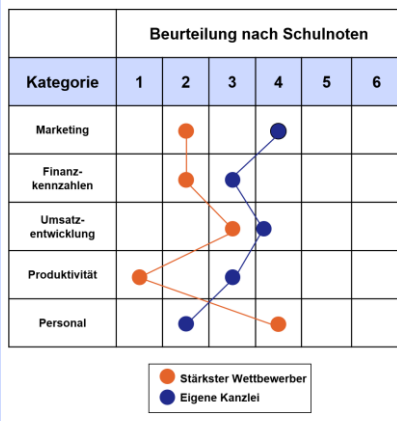 Beurteilung nach Schulnoten
Kategorie 1 2 3 4 5 6
Marketing
Finanz-
kennzahlen
Umsatz-
entwicklung
Produktivität
Personal
Stärkster Wettbewerber
Eigene Kanzlei